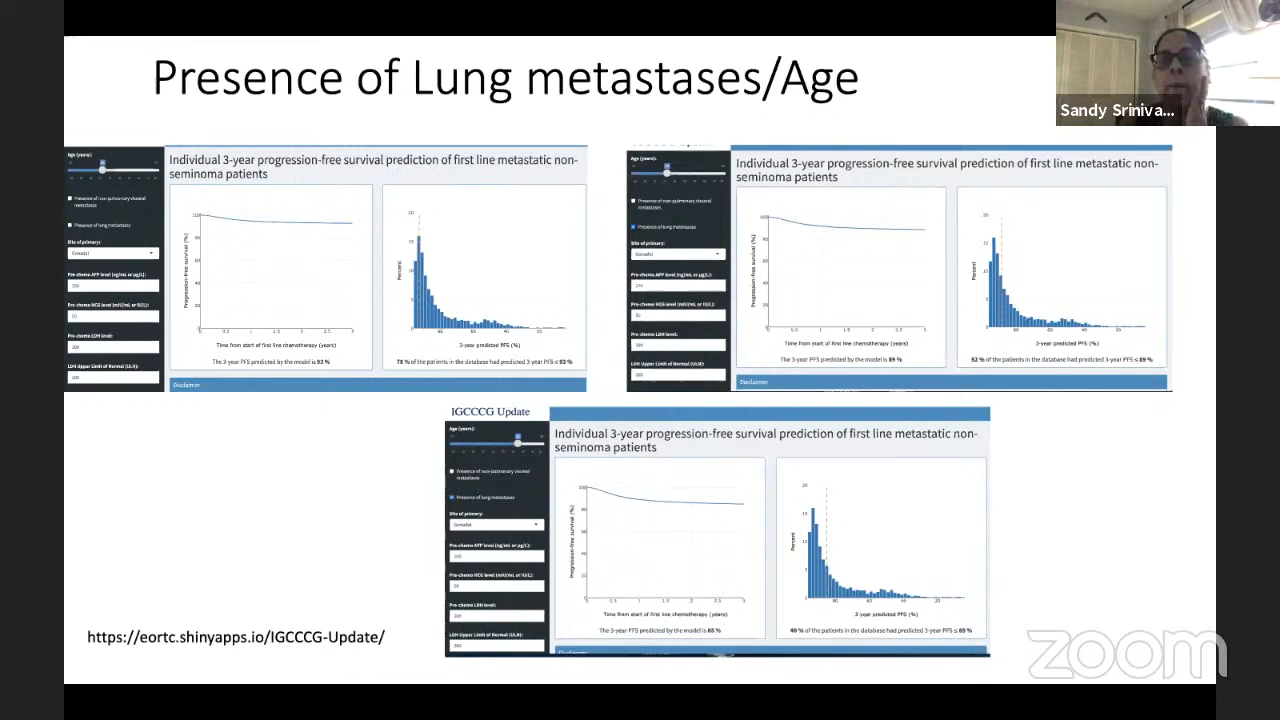 Presence of Lung metastases/Age
Sandy Sriniva...
Age (years):
Presence of non-pulmonary visceral
metastases
Presence of lung metastases
Site of primary:
Gonadal
Pre-chemo AFP level (ng/mL or µg/L):
Pre-chemo HCG level (mIU/mL or IU/L):
50
Pre-chemo LDH level:
200
LDH Upper Limit of Normal (ULN):
200
Individual 3-year progression-free survival prediction of first line metastatic non-
seminoma patients
Progression-free survival (%)
Time from start of first line chemotherapy (years)
The 3-year PFS predicted by the model is 93 %
Percent
3-year predicted PFS (%)
70 % of the patients in the database had predicted 3-year PFS ≤ 93 %
Disclaimer
Age (years):
Presence of non-pulmonary visceral
metastases
Presence of lung metastases
Site of primary:
Gonadal
Pre-chemo AFP level (ng/mL or µg/L):
Pre-chemo HCG level (mIU/mL or IU/L):
50
Pre-chemo LDH level:
LDH Upper Limit of Normal (ULN):
Individual 3-year progression-free survival prediction of first line metastatic non-
seminoma patients
Progression-free survival (%)
Time from start of first line chemotherapy (years)
The 3-year PFS predicted by the model is 89 %
Percent
3-year predicted PFS (%)
52 % of the patients in the database had predicted 3-year PFS ≤ 89 %
Disclaimer
IGCCCG Update
Age (years):
Presence of non-pulmonary visceral
metastases
Presence of lung metastases
Site of primary:
Gonadal
Pre-chemo AFP level (ng/mL or µg/L):
Pre-chemo HCG level (mIU/mL or IU/L):
50
Pre-chemo LDH level:
LDH Upper Limit of Normal (ULN):
Individual 3-year progression-free survival prediction of first line metastatic non-
seminoma patients
Progression-free survival (%)
Time from start of first line chemotherapy (years)
The 3-year PFS predicted by the model is 85 %
Percent
3-year predicted PFS (%)
40 % of the patients in the database had predicted 3-year PFS ≤ 85 %
https://eortc.shinyapps.io/IGCCCG-Update/
zoom